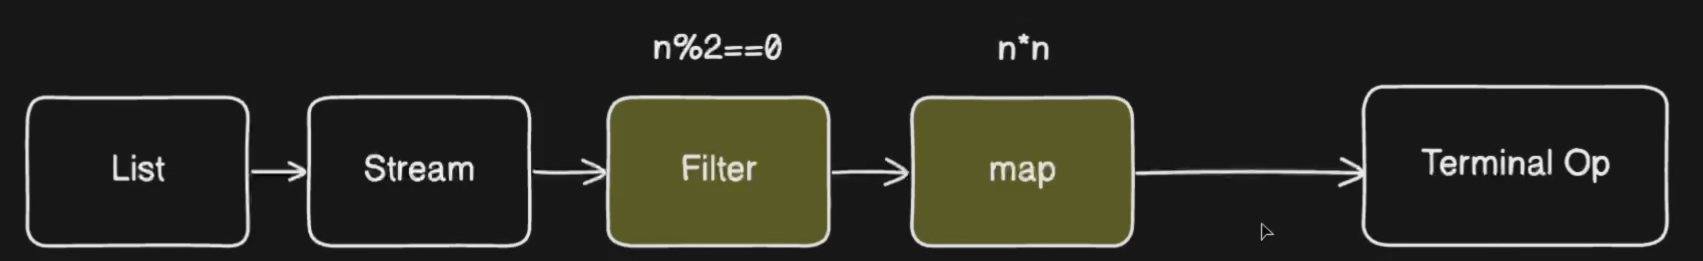 n%2==0
n*n
List
Stream
Filter
map
Terminal Op